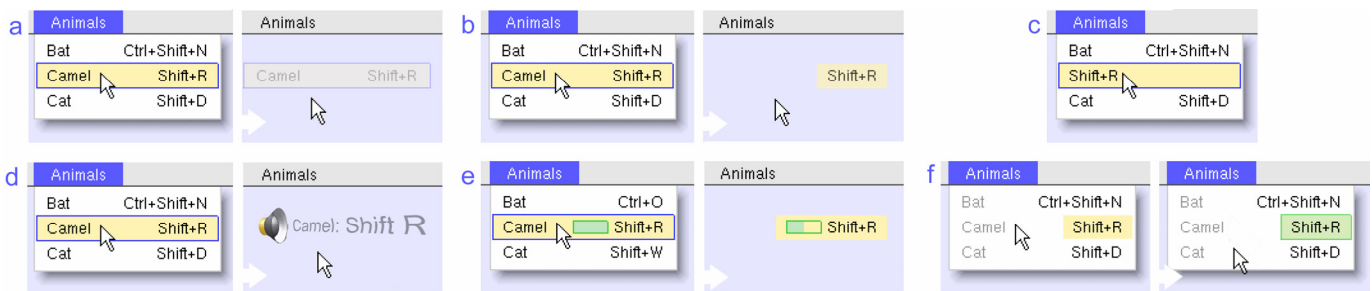 a
Animals
Bat Ctrl+Shift+N
Camel Shift+R
Cat Shift+D
Animals
Camel Shift+R
b
Animals
Bat Ctrl+Shift+N
Camel Shift+R
Cat Shift+D
Animals
Shift+R
c
Animals
Bat Ctrl+Shift+N
Shift+R
Cat Shift+D
d
Animals
Bat Ctrl+Shift+N
Camel Shift+R
Cat Shift+D
Animals
Camel: Shift R
e
Animals
Bat Ctrl+O
Camel Shift+R
Cat Shift+W
Animals
Shift+R
f
Animals
Bat Ctrl+Shift+N
Camel Shift+R
Cat Shift+D
Animals
Bat Ctrl+Shift+N
Camel Shift+R
Cat Shift+D